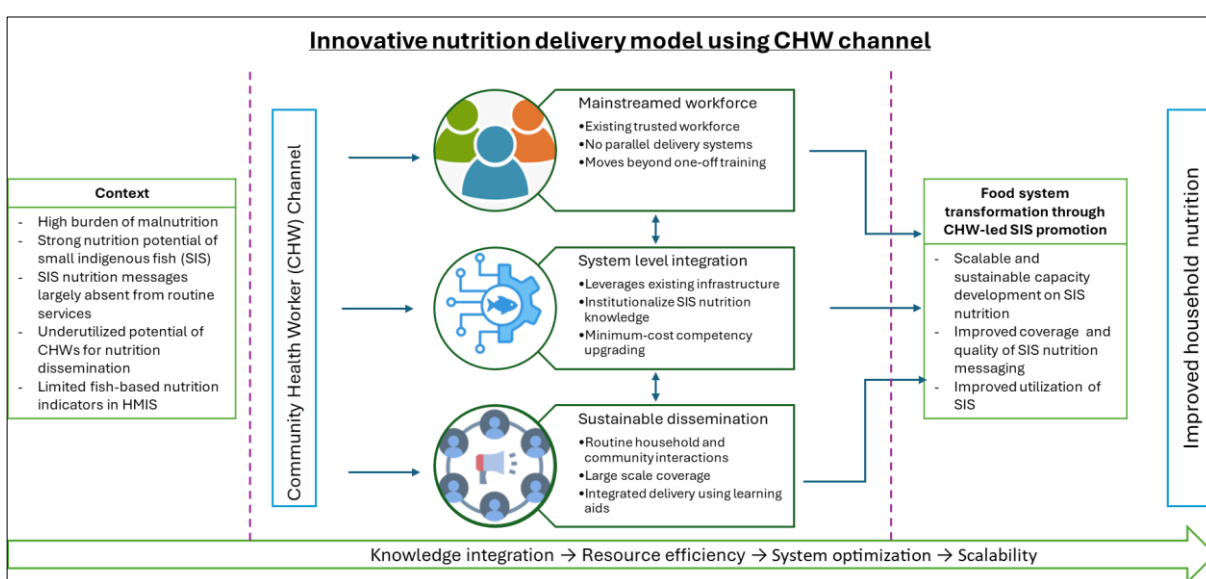 Innovative nutrition delivery model using CHW channel
Context
- High burden of malnutrition
- Strong nutrition potential of
small indigenous fish (SIS)
- SIS nutrition messages
largely absent from routine
services
- Underutilized potential of
CHWs for nutrition
dissemination
- Limited fish-based nutrition
indicators in HMIS
Community Health Worker (CHW) Channel
Mainstreamed workforce
•Existing trusted workforce
•No parallel delivery systems
•Moves beyond one-off training
System level integration
•Leverages existing infrastructure
•Institutionalize SIS nutrition
knowledge
•Minimum-cost competency
upgrading
Sustainable dissemination
•Routine household and
community interactions
•Large scale coverage
•Integrated delivery using learning
aids
Food system
transformation through
CHW-led SIS promotion
- Scalable and
sustainable capacity
development on SIS
nutrition
- Improved coverage and
quality of SIS nutrition
messaging
- Improved utilization of
SIS
Improved household nutrition
Knowledge integration → Resource efficiency → System optimization → Scalability